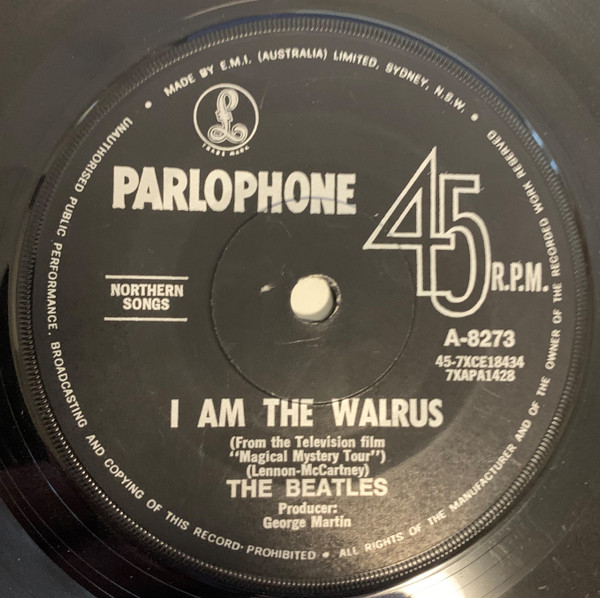 MADE BY E.M.I. (AUSTRALIA) LIMITED, SYDNEY, N.S.W. • UNAUTHORISED PUBLIC PERFORMANCE, BROADCASTING AND COPYING OF THIS RECORD PROHIBITED • ALL RIGHTS OF THE MANUFACTURER AND OF THE OWNER OF THE RECORDED WORK RESERVED •
£
TRADE MARK
PARLOPHONE
45 R.P.M.
NORTHERN
SONGS
A-8273
45-7XCE18434
7XAPA1428
I AM THE WALRUS
(From the Television film
"Magical Mystery Tour")
(Lennon-McCartney)
THE BEATLES
Producer:
George Martin